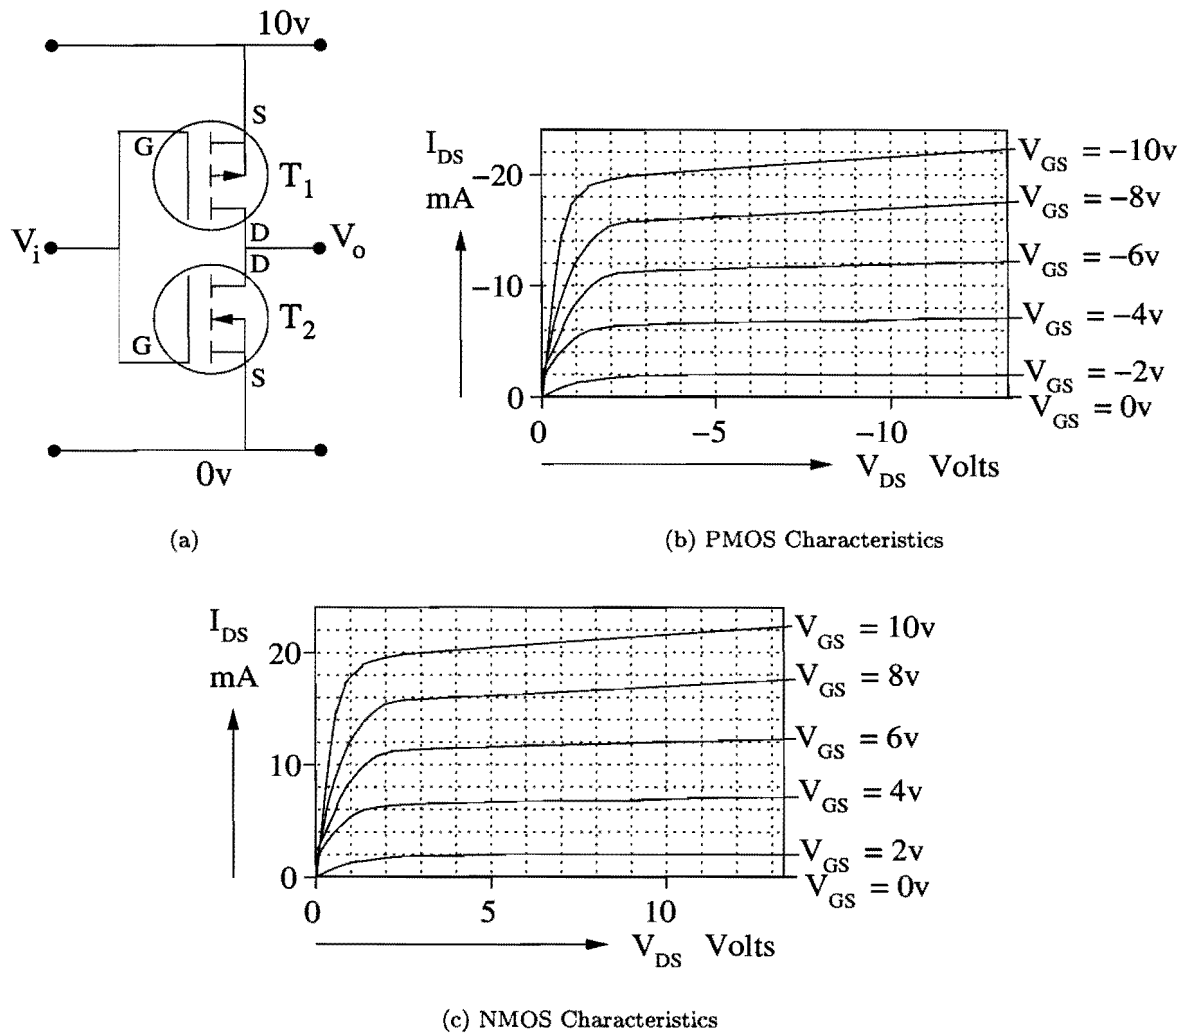 10v
S
G
T1
D
Vi
Vo
D
T2
G
S
0v
(a)
IDS
mA
−20
−10
0
VGS = −10v
VGS = −8v
VGS = −6v
VGS = −4v
VGS = −2v
VGS = 0v
0
−5
−10
VDS Volts
(b) PMOS Characteristics
IDS
mA
20
10
0
VGS = 10v
VGS = 8v
VGS = 6v
VGS = 4v
VGS = 2v
VGS = 0v
0
5
10
VDS Volts
(c) NMOS Characteristics